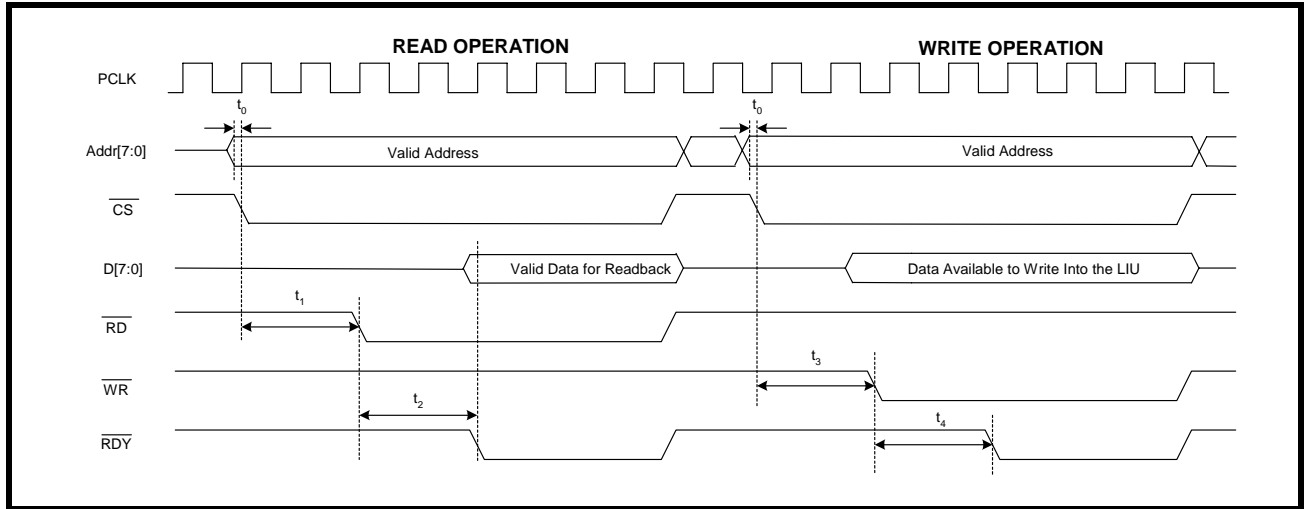 READ OPERATION WRITE OPERATION
PCLK
t0 t0
Addr[7:0] Valid Address Valid Address
CS
D[7:0] Valid Data for Readback Data Available to Write Into the LIU
t1
RD
t3
WR
t2
t4
RDY